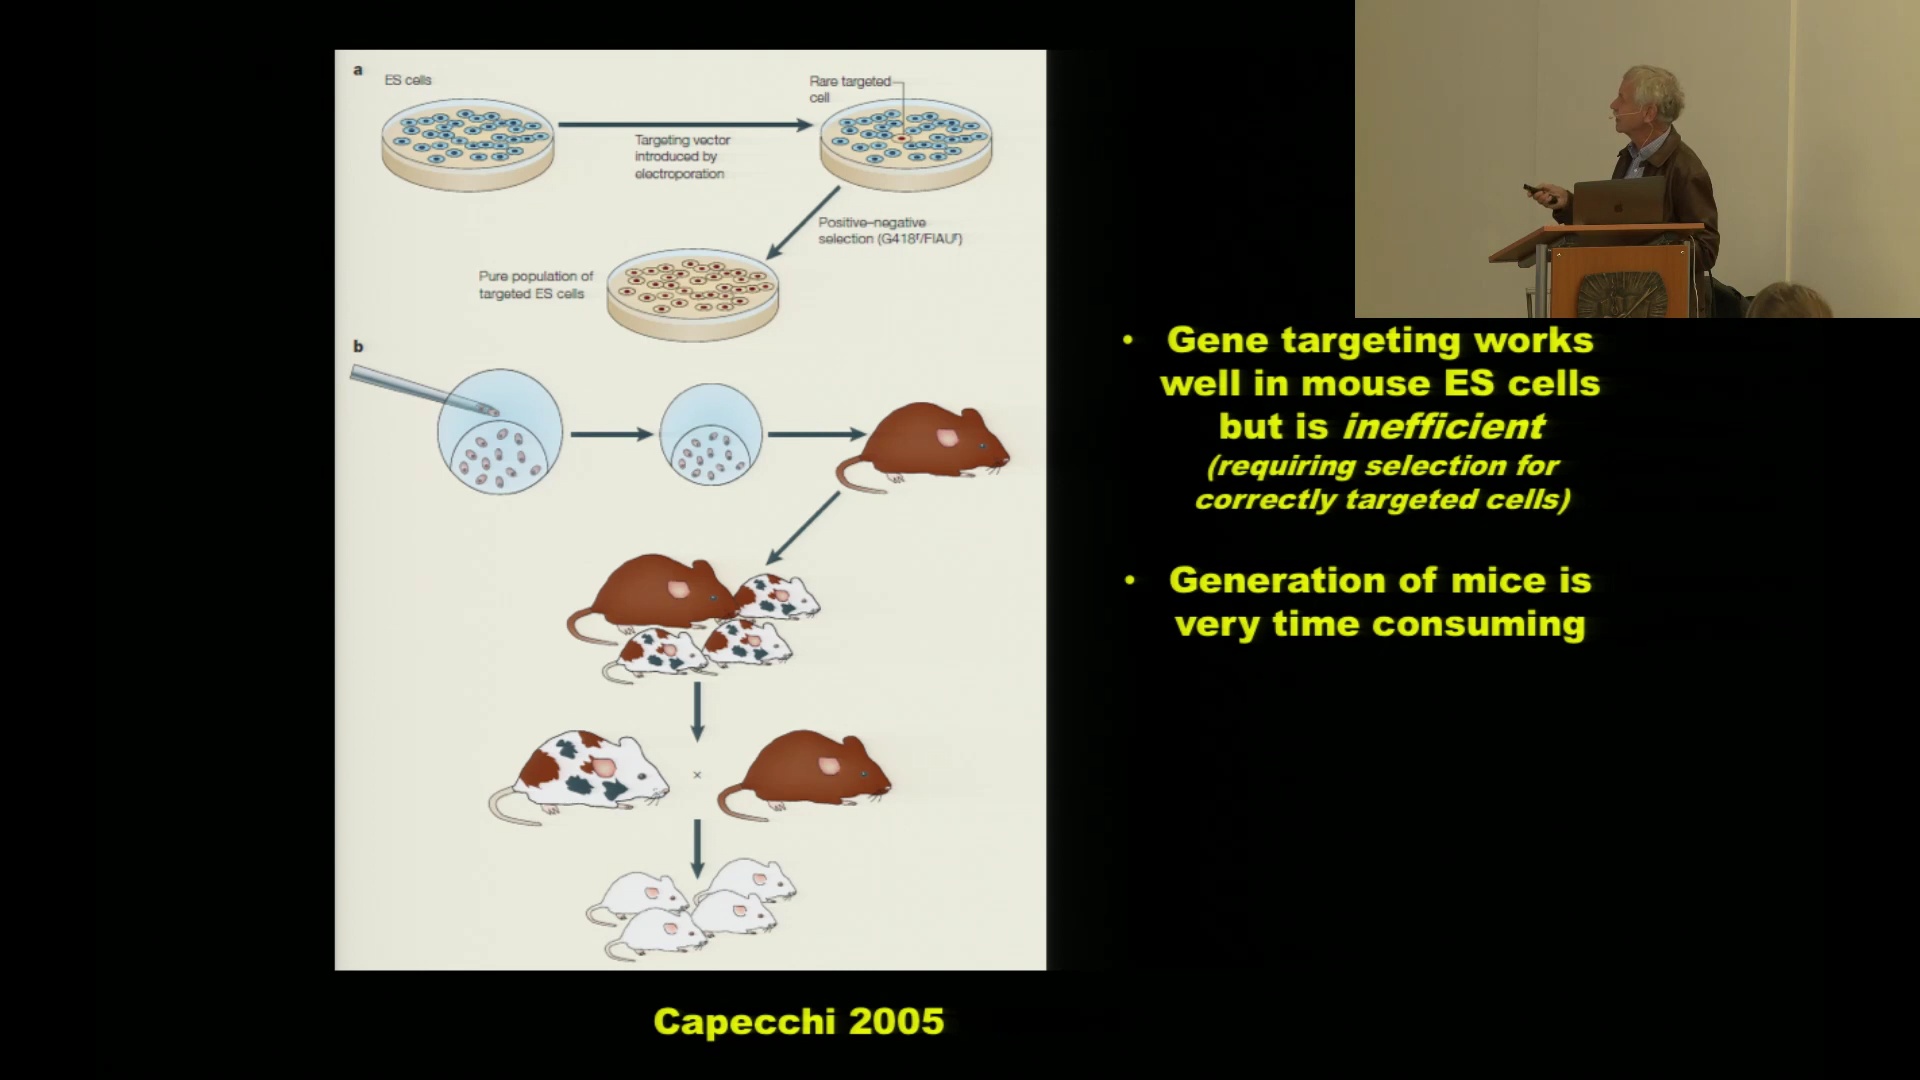 a
ES cells
Rare targeted
cell
Targeting vector
introduced by
electroporation
Positive–negative
selection (G418ʳ/FIAUʳ)
Pure population of
targeted ES cells
b
×
Capecchi 2005
• Gene targeting works
well in mouse ES cells
but is inefficient
(requiring selection for
correctly targeted cells)
• Generation of mice is
very time consuming